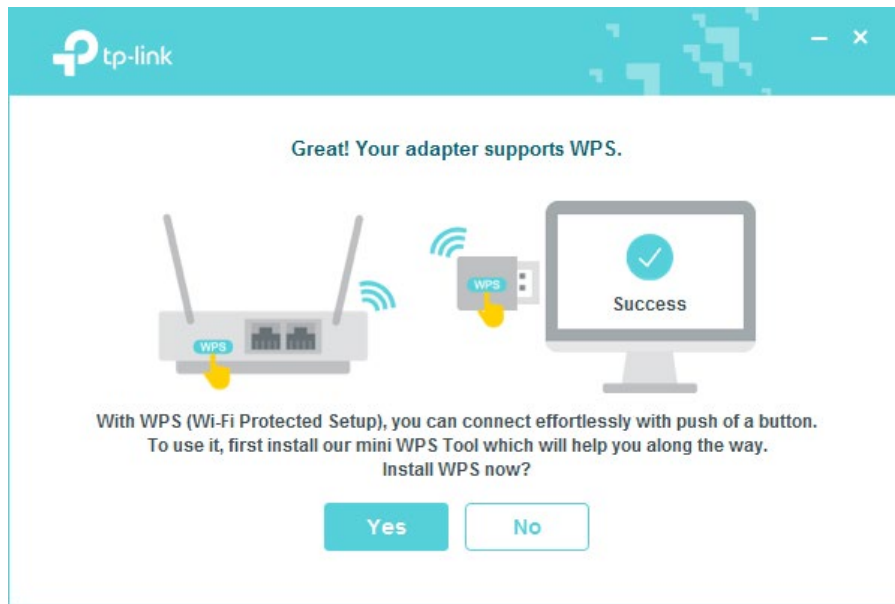 tp-link
Great! Your adapter supports WPS.
WPS
WPS
Success
With WPS (Wi-Fi Protected Setup), you can connect effortlessly with push of a button.
To use it, first install our mini WPS Tool which will help you along the way.
Install WPS now?
Yes
No